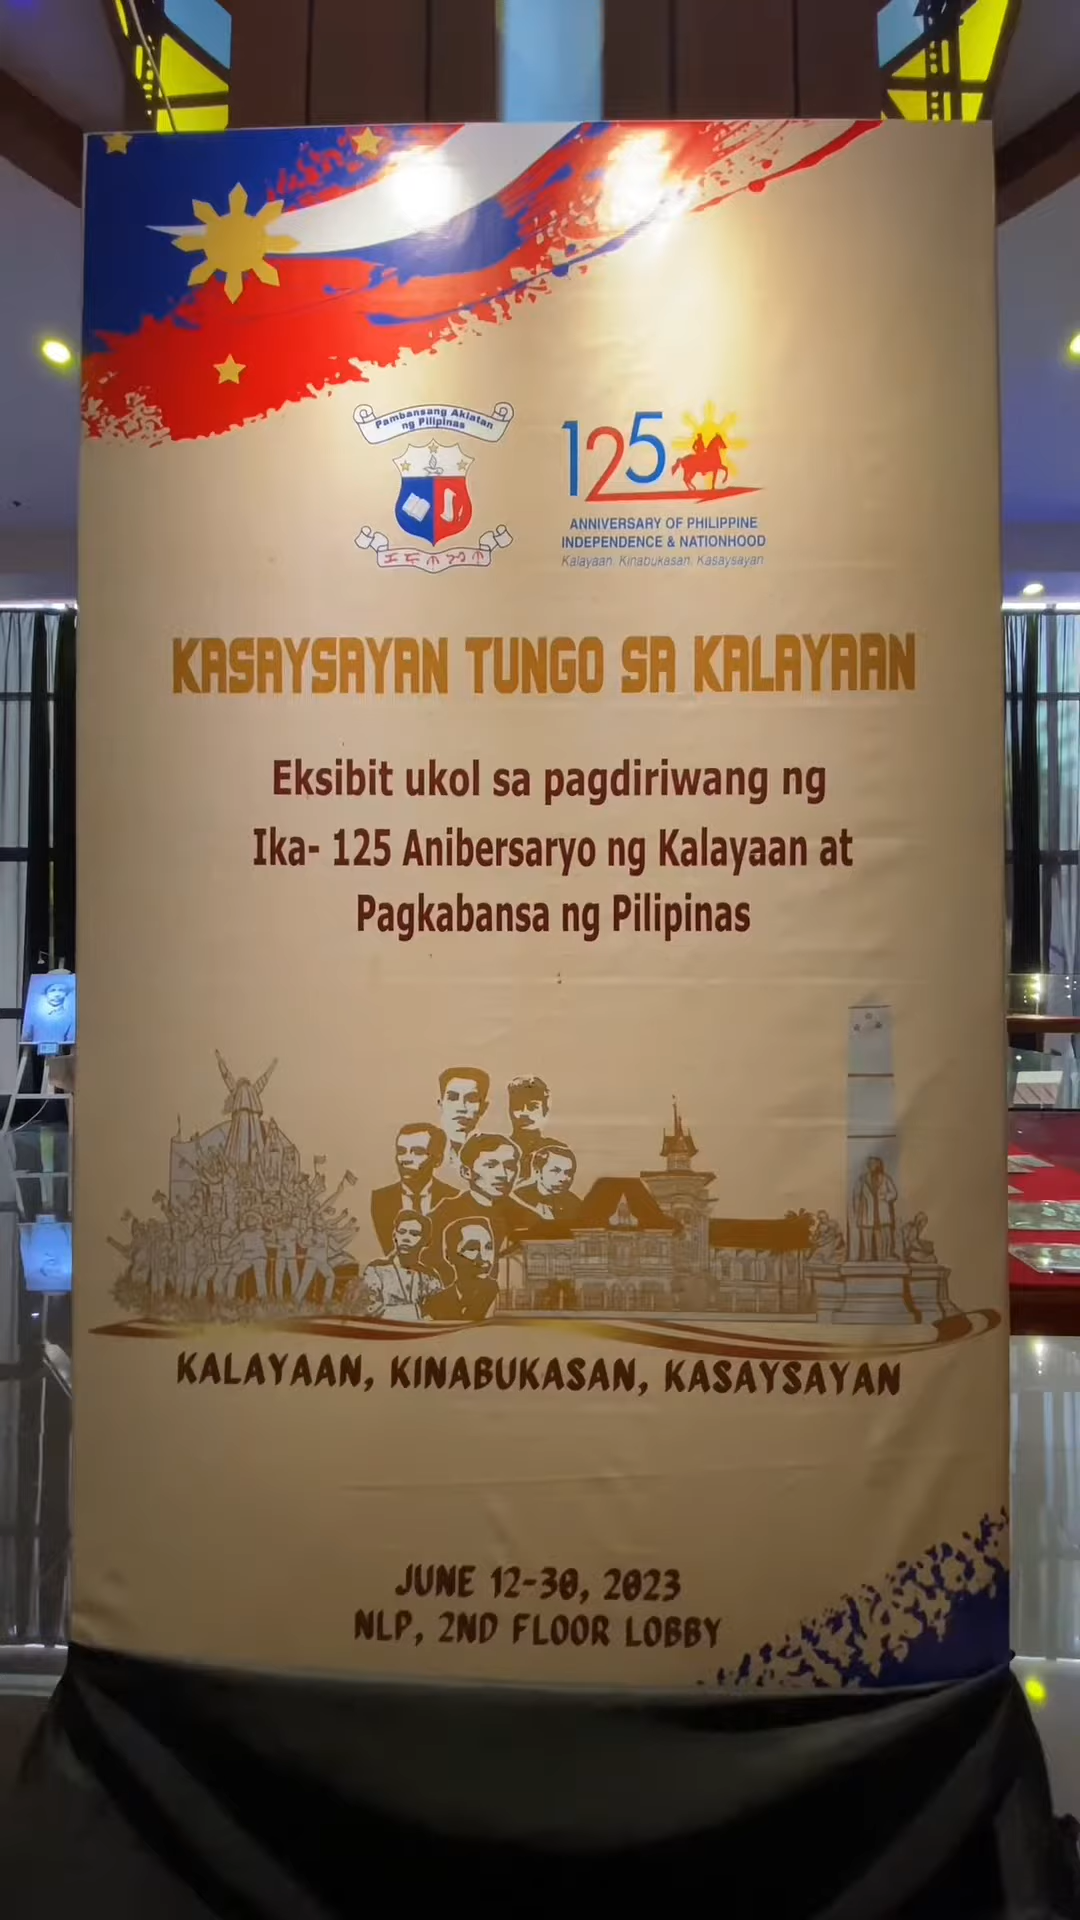 Pambansang Aklatan
ng Pilipinas
125
ANNIVERSARY OF PHILIPPINE
INDEPENDENCE & NATIONHOOD
Kalayaan. Kinabukasan. Kasaysayan
KASAYSAYAN TUNGO SA KALAYAAN
Eksibit ukol sa pagdiriwang ng
Ika- 125 Anibersaryo ng Kalayaan at
Pagkabansa ng Pilipinas
KALAYAAN, KINABUKASAN, KASAYSAYAN
JUNE 12-30, 2023
NLP, 2ND FLOOR LOBBY